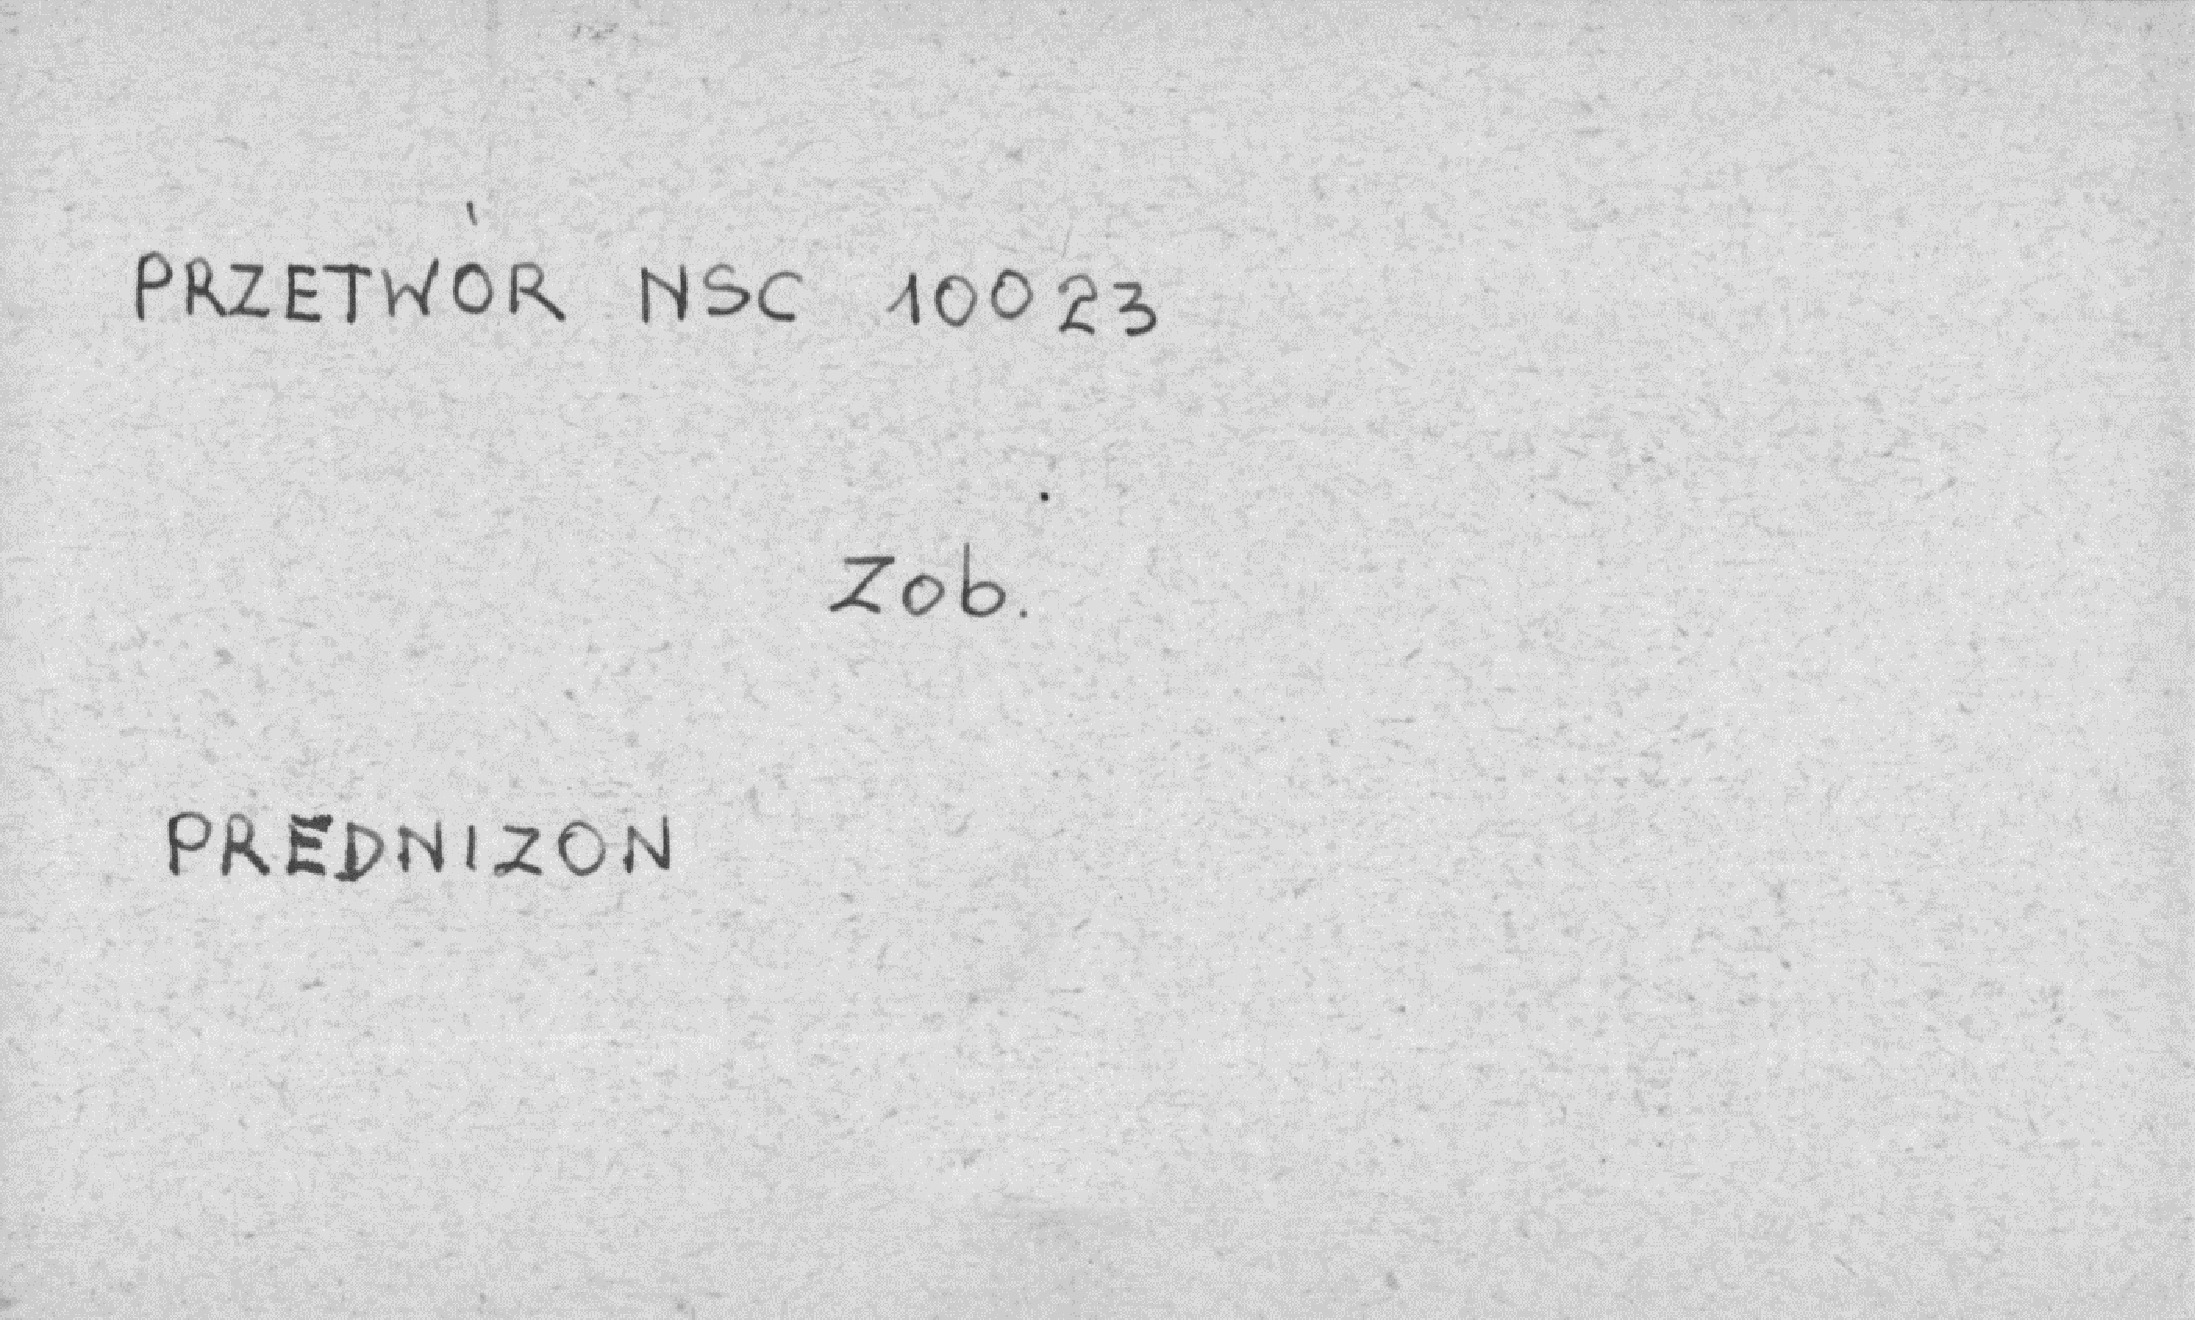 PRZETWÓR NSC 10023
Zob.
PREDNIZON